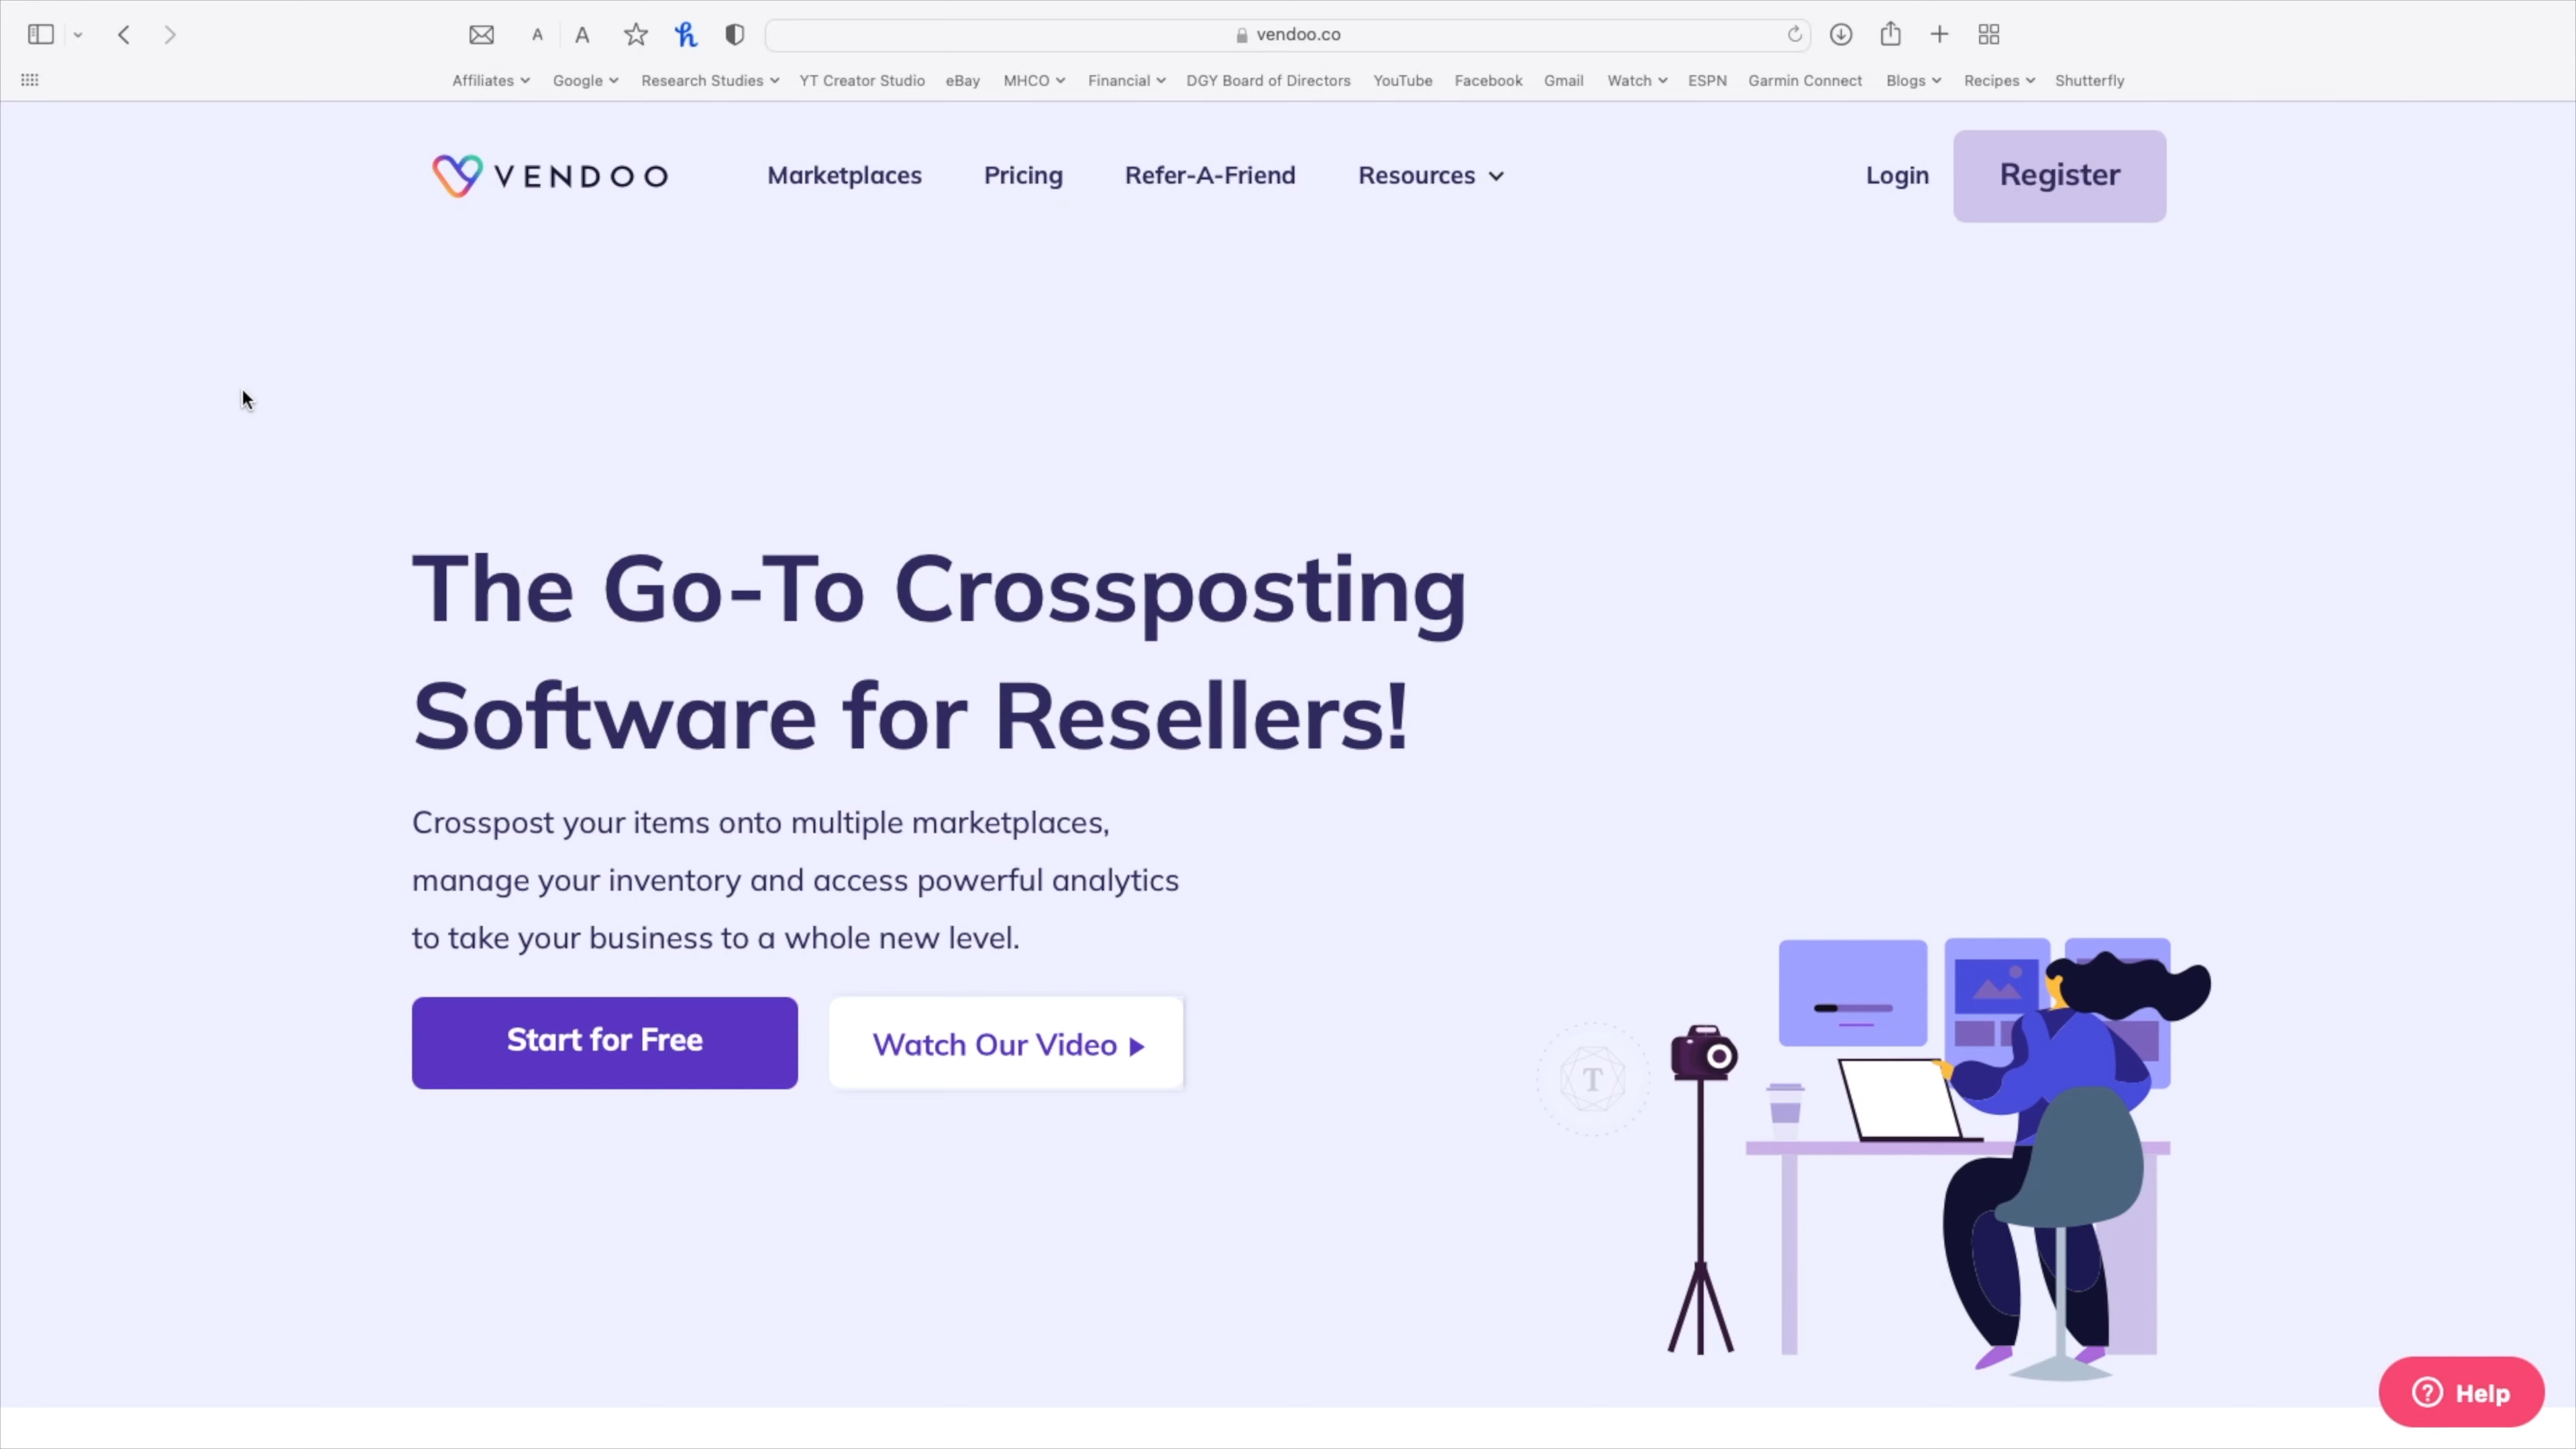 A A vendoo.co
Affiliates Google Research Studies YT Creator Studio eBay MHCO Financial DGY Board of Directors YouTube Facebook Gmail Watch ESPN Garmin Connect Blogs Recipes Shutterfly
VENDOO Marketplaces Pricing Refer-A-Friend Resources Login Register
The Go-To Crossposting
Software for Resellers!
Crosspost your items onto multiple marketplaces,
manage your inventory and access powerful analytics
to take your business to a whole new level.
Start for Free Watch Our Video
T
Help